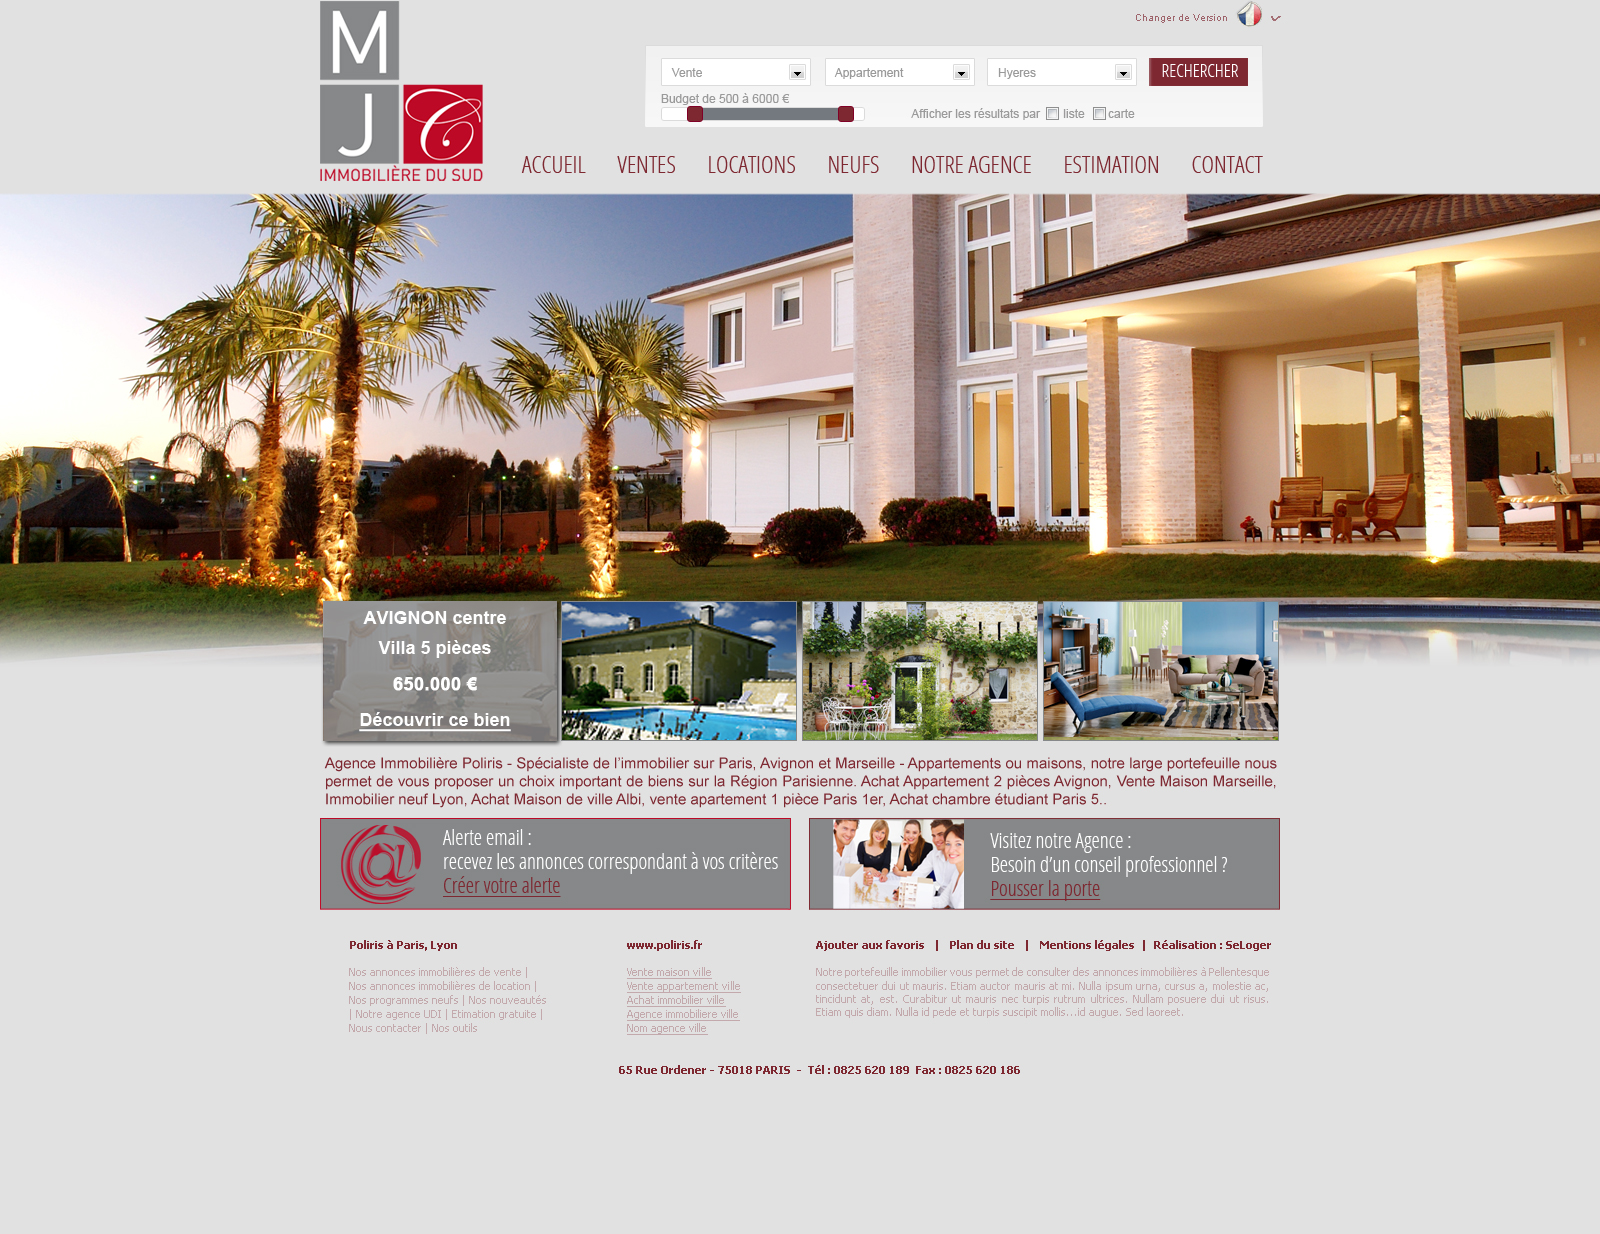 M
J C
IMMOBILIÈRE DU SUD
Changer de Version
Vente
Appartement
Hyeres
RECHERCHER
Budget de 500 à 6000 €
Afficher les résultats par liste carte
ACCUEIL VENTES LOCATIONS NEUFS NOTRE AGENCE ESTIMATION CONTACT
AVIGNON centre
Villa 5 pièces
650.000 €
Découvrir ce bien
Agence Immobilière Poliris - Spécialiste de l'immobilier sur Paris, Avignon et Marseille - Appartements ou maisons, notre large portefeuille nous
permet de vous proposer un choix important de biens sur la Région Parisienne. Achat Appartement 2 pièces Avignon, Vente Maison Marseille,
Immobilier neuf Lyon, Achat Maison de ville Albi, vente apartement 1 pièce Paris 1er, Achat chambre étudiant Paris 5..
@
Alerte email :
recevez les annonces correspondant à vos critères
Créer votre alerte
Visitez notre Agence :
Besoin d'un conseil professionnel ?
Pousser la porte
Poliris à Paris, Lyon
Nos annonces immobilières de vente |
Nos annonces immobilières de location |
Nos programmes neufs | Nos nouveautés
| Notre agence UDI | Etimation gratuite |
Nous contacter | Nos outils
www.poliris.fr
Vente maison ville
Vente appartement ville
Achat immobilier ville
Agence immobiliere ville
Nom agence ville
Ajouter aux favoris | Plan du site | Mentions légales | Réalisation : SeLoger
Notre portefeuille immobilier vous permet de consulter des annonces immobilières à Pellentesque
consectetuer dui ut mauris. Etiam auctor mauris at mi. Nulla ipsum urna, cursus a, molestie ac,
tincidunt at, est. Curabitur ut mauris nec turpis rutrum ultrices. Nullam posuere dui ut risus.
Etiam quis diam. Nulla id pede et turpis suscipit mollis...id augue. Sed laoreet.
65 Rue Ordener - 75018 PARIS - Tél : 0825 620 189 Fax : 0825 620 186